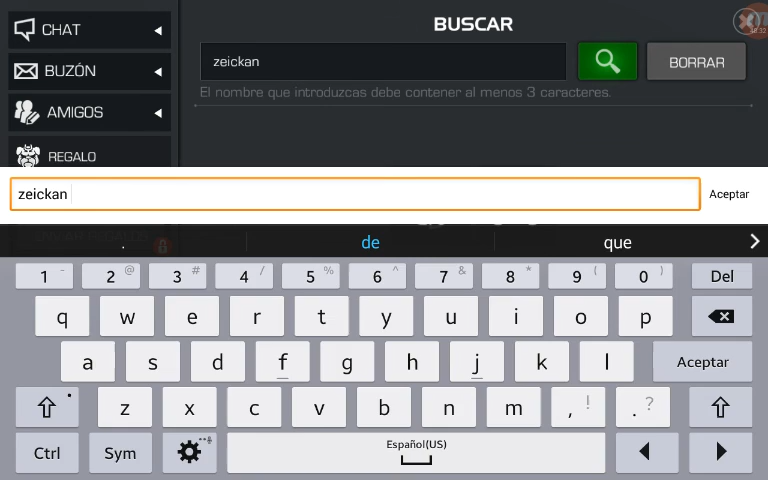 CHAT
BUZÓN
AMIGOS
REGALO
BUSCAR
zeickan
BORRAR
El nombre que introduzcas debe contener al menos 3 caracteres.
zeickan
Aceptar
. de que
1 - 2 @ 3 # 4 / 5 % 6 ^ 7 & 8 * 9 ( 0 ) Del
q w e r t y u i o p
a s d f g h j k l Aceptar
z x c v b n m , ! . ?
Ctrl Sym Español(US)